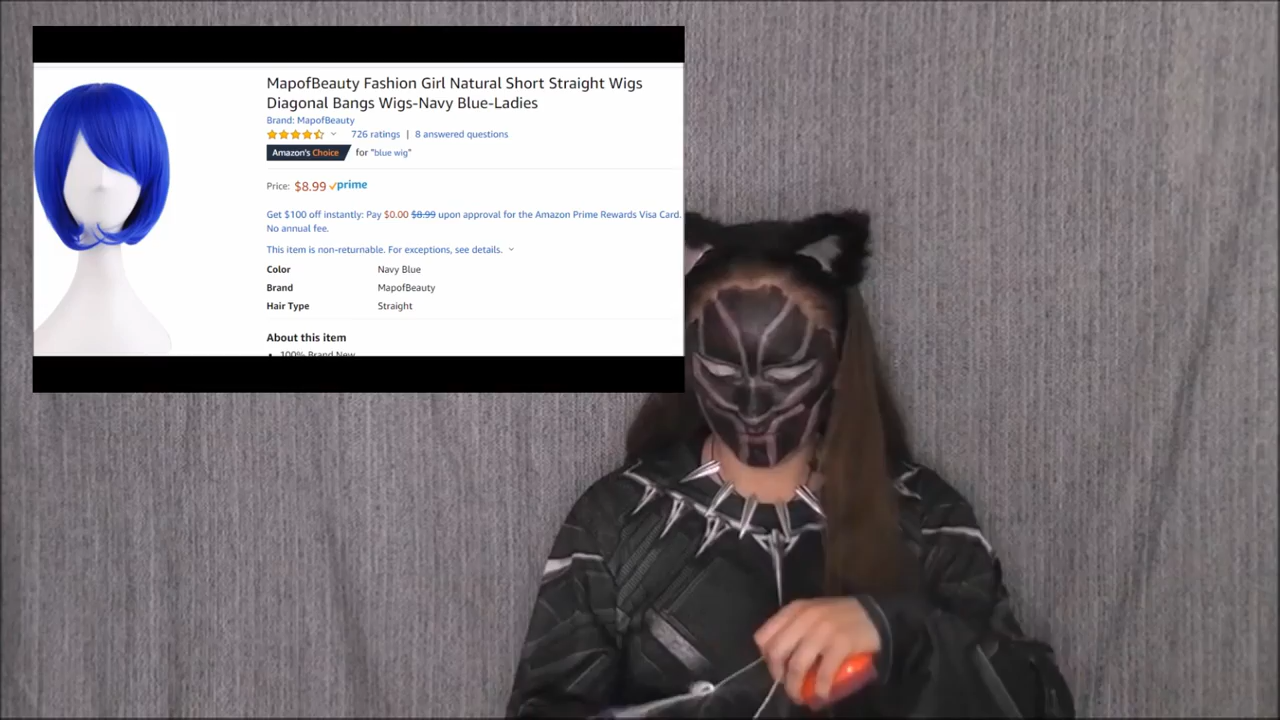 MapofBeauty Fashion Girl Natural Short Straight Wigs
Diagonal Bangs Wigs-Navy Blue-Ladies
Brand: MapofBeauty
726 ratings | 8 answered questions
Amazon's Choice for "blue wig"
Price: $8.99 prime
Get $100 off instantly: Pay $0.00 $8.99 upon approval for the Amazon Prime Rewards Visa Card.
No annual fee.
This item is non-returnable. For exceptions, see details.
Color Navy Blue
Brand MapofBeauty
Hair Type Straight
About this item
• 100% Brand New